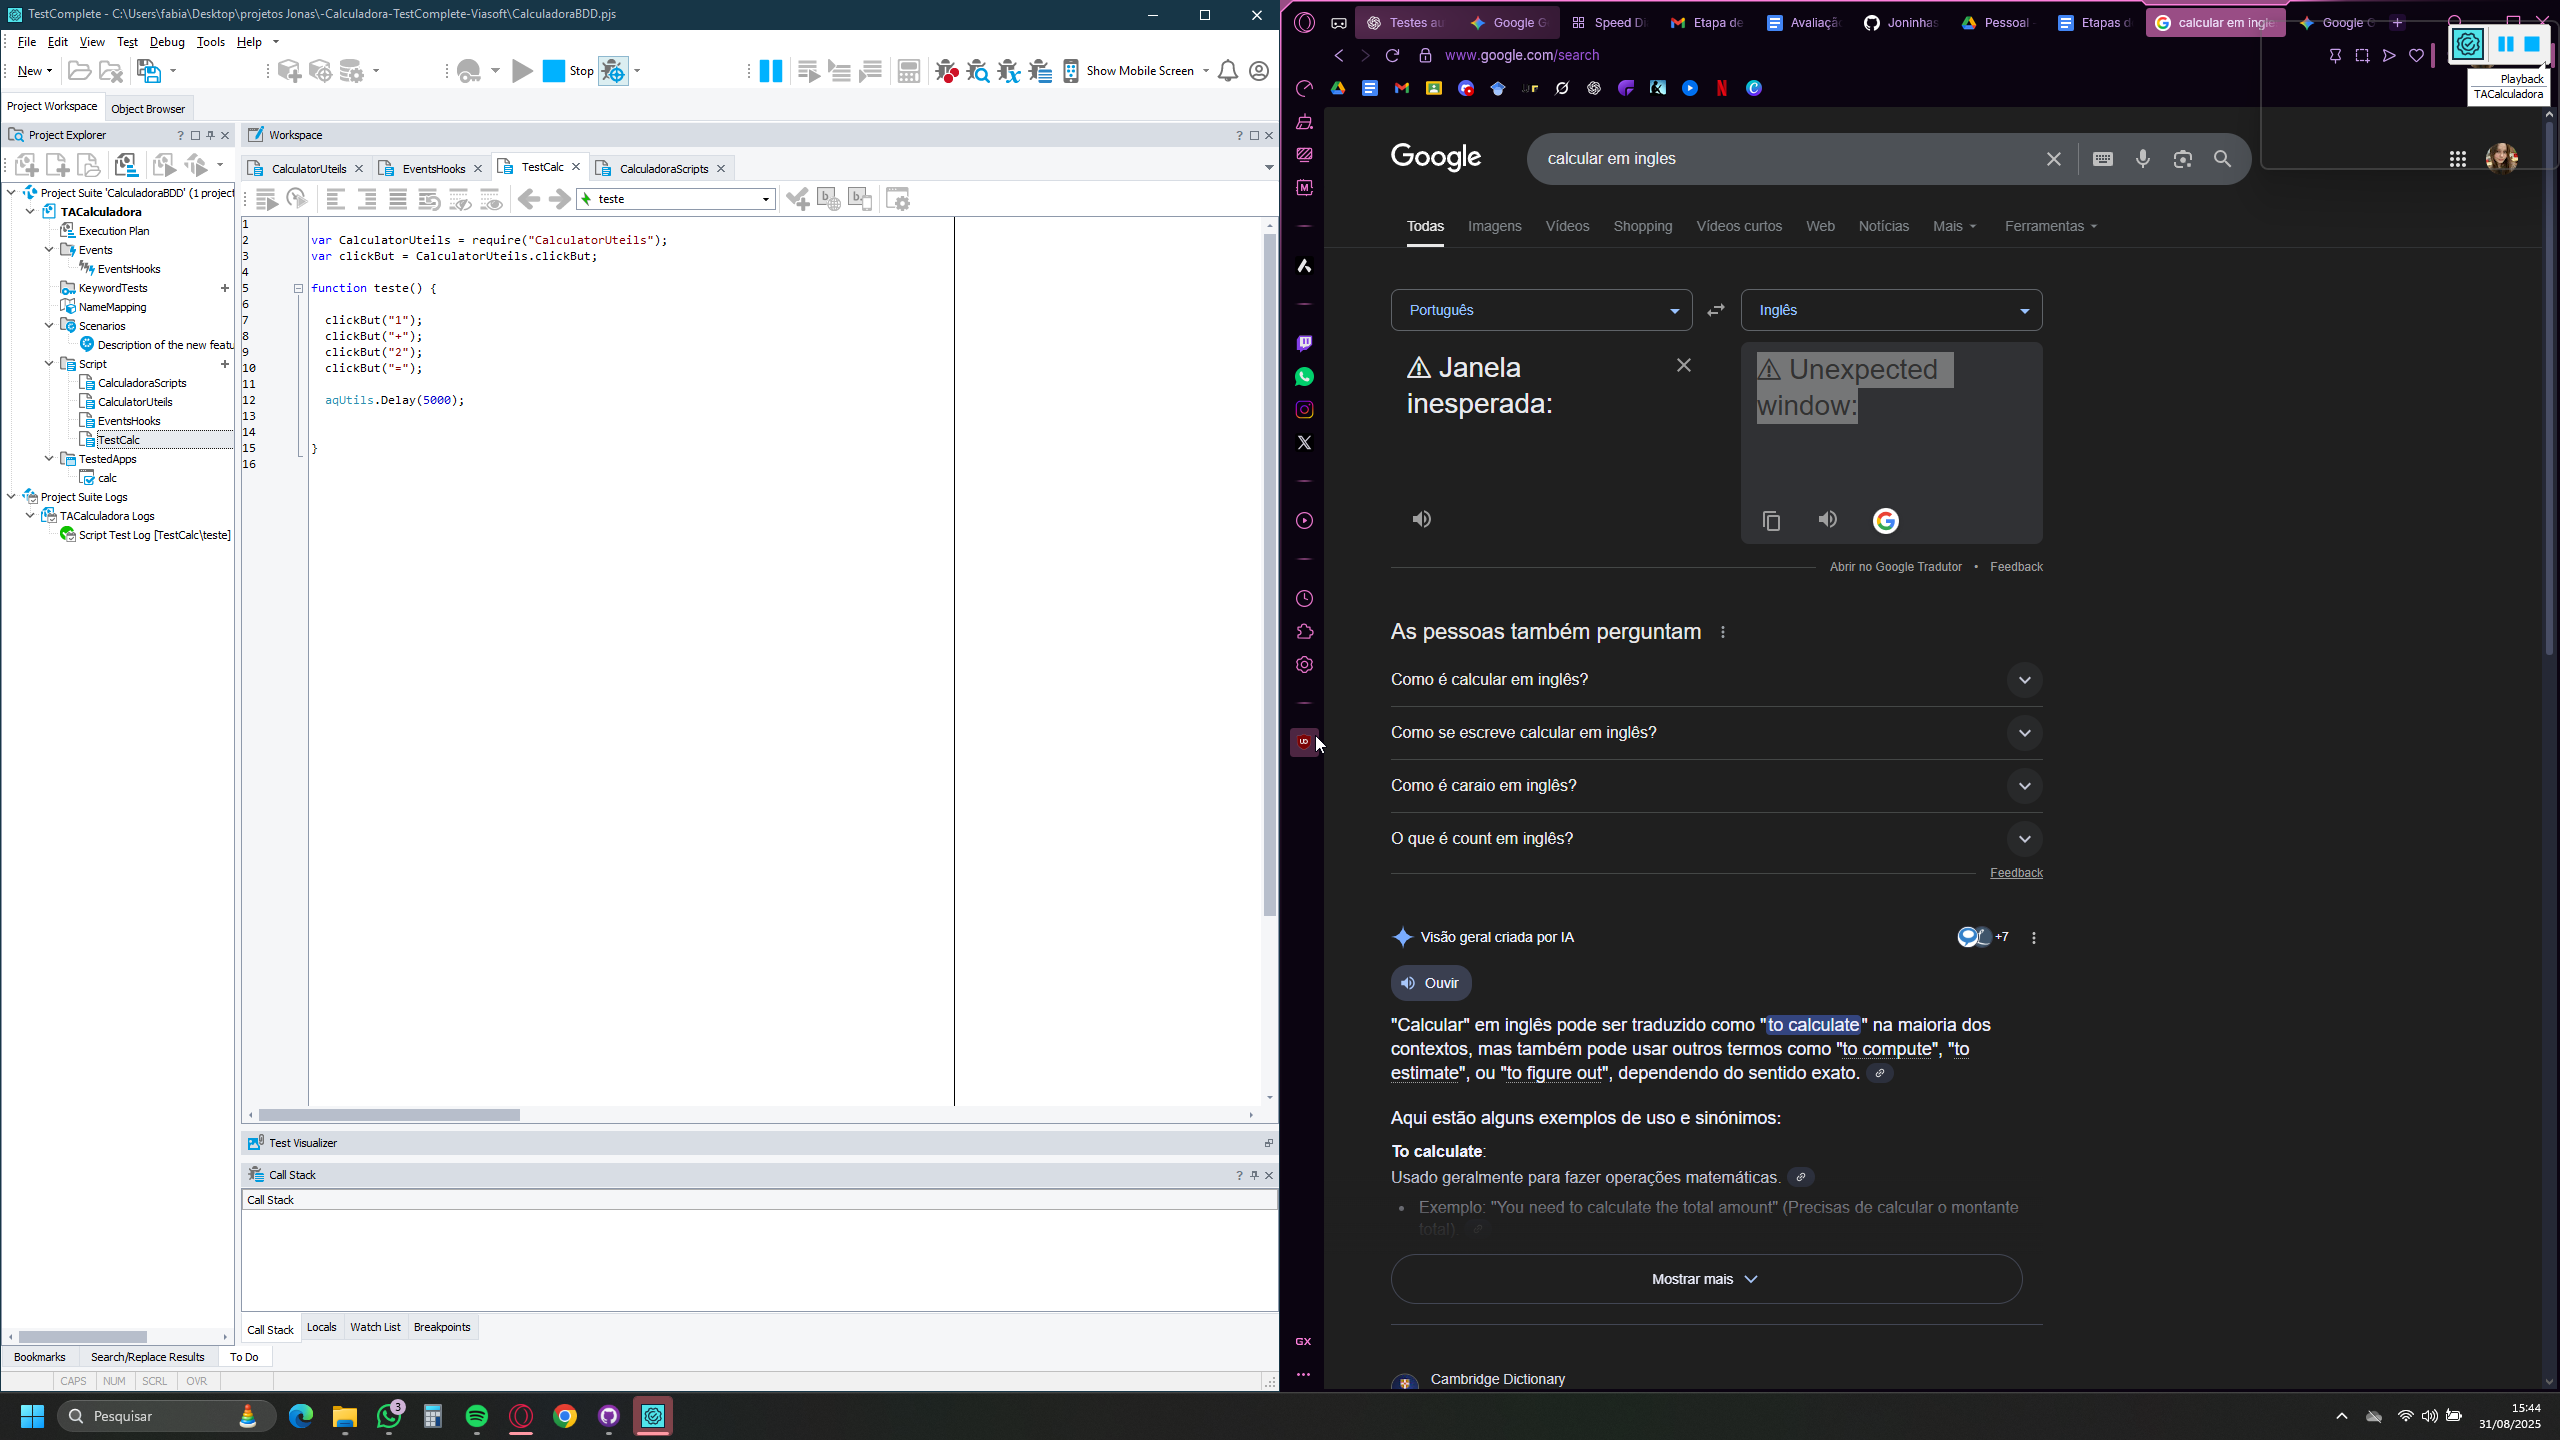 TestComplete - C:\Users\fabia\Desktop\projetos Jonas\-Calculadora-TestComplete-Viasoft\CalculadoraBDD.pjs
File Edit View Test Debug Tools Help
New
Stop
Show Mobile Screen
Project Workspace
Object Browser
Project Explorer
Project Suite 'CalculadoraBDD' (1 project
TACalculadora
Execution Plan
Events
EventsHooks
KeywordTests
NameMapping
Scenarios
Description of the new featu
Script
CalculadoraScripts
CalculatorUteils
EventsHooks
TestCalc
TestedApps
calc
Project Suite Logs
TACalculadora Logs
Script Test Log [TestCalc\teste]
Workspace
CalculatorUteils
EventsHooks
TestCalc
CalculadoraScripts
teste
1
2 var CalculatorUteils = require("CalculatorUteils");
3 var clickBut = CalculatorUteils.clickBut;
4
5 function teste() {
6
7 clickBut("1");
8 clickBut("+");
9 clickBut("2");
10 clickBut("=");
11
12 aqUtils.Delay(5000);
13
14
15 }
16
Test Visualizer
Call Stack
Call Stack
Call Stack Locals Watch List Breakpoints
Bookmarks Search/Replace Results To Do
CAPS NUM SCRL OVR
Testes au
Google G
Speed Di
Etapa de
Avaliaçã
Joninhas
Pessoal
Etapas d
calcular em ingle
Google G
www.google.com/search
Playback
TACalculadora
Google
calcular em ingles
Todas Imagens Vídeos Shopping Vídeos curtos Web Notícias Mais Ferramentas
Português
Inglês
⚠ Janela
inesperada:
⚠ Unexpected
window:
Abrir no Google Tradutor • Feedback
As pessoas também perguntam
Como é calcular em inglês?
Como se escreve calcular em inglês?
Como é caraio em inglês?
O que é count em inglês?
Feedback
Visão geral criada por IA
+7
Ouvir
"Calcular" em inglês pode ser traduzido como "to calculate" na maioria dos
contextos, mas também pode usar outros termos como "to compute", "to
estimate", ou "to figure out", dependendo do sentido exato.
Aqui estão alguns exemplos de uso e sinónimos:
To calculate:
Usado geralmente para fazer operações matemáticas.
• Exemplo: "You need to calculate the total amount" (Precisas de calcular o montante
total)
Mostrar mais
Cambridge Dictionary
GX
Pesquisar
3
15:44
31/08/2025